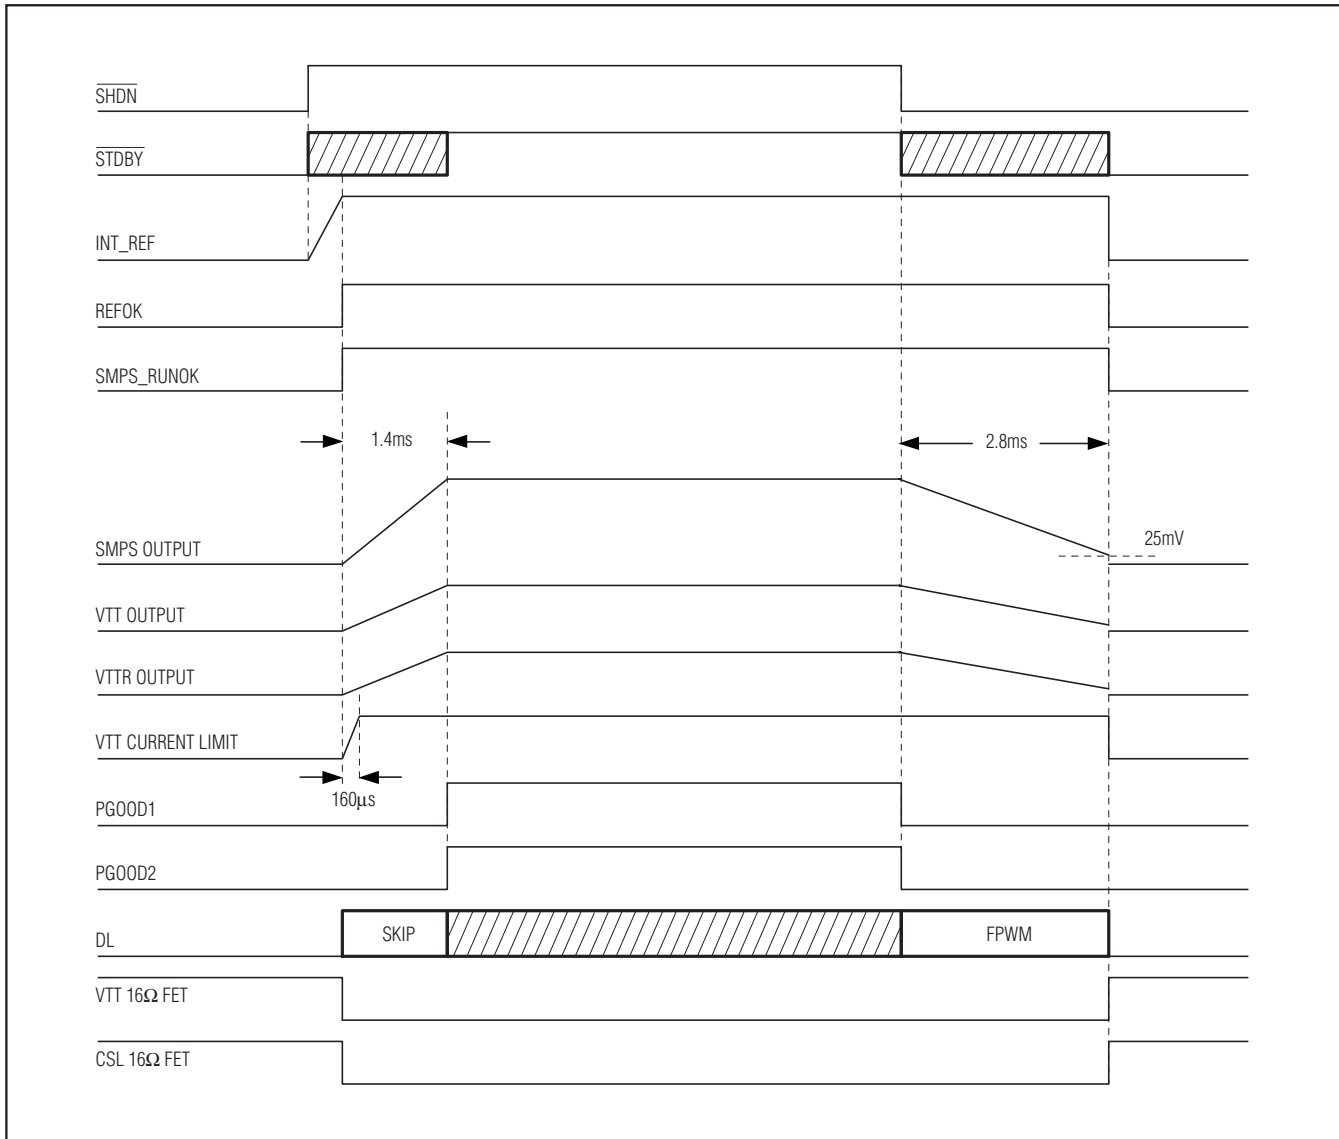 SHDN
STDBY
INT_REF
REFOK
SMPS_RUNOK
1.4ms
2.8ms
SMPS OUTPUT
25mV
VTT OUTPUT
VTTR OUTPUT
VTT CURRENT LIMIT
160μs
PGOOD1
PGOOD2
DL
SKIP
FPWM
VTT 16Ω FET
CSL 16Ω FET